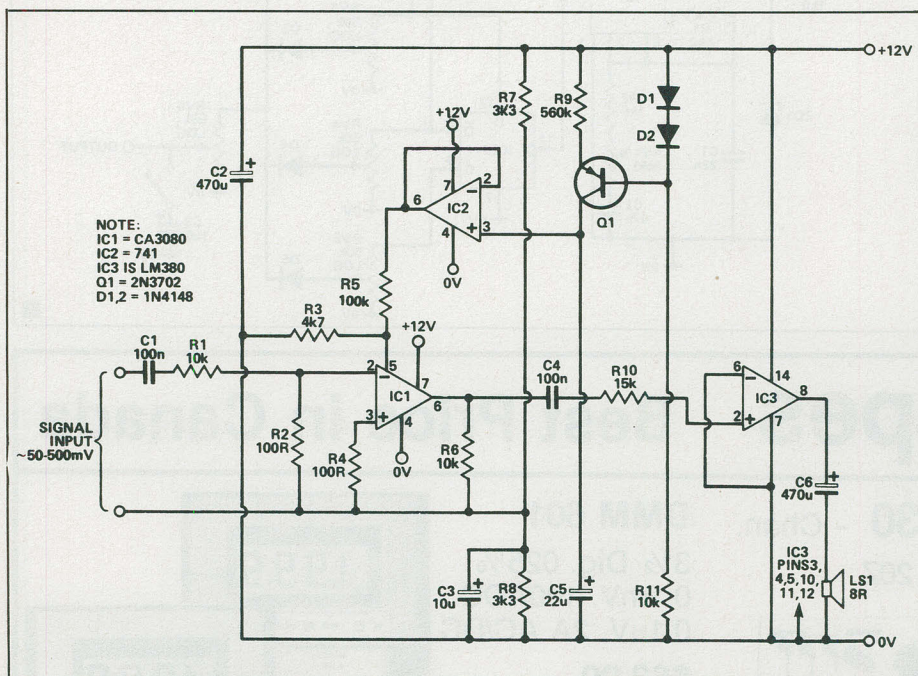 +12V
R7
3k3
R9
560k
D1
D2
+12V
C2
470u
+
6
7
2
−
IC2
4
+
3
Q1
0V
NOTE:
IC1 = CA3080
IC2 = 741
IC3 IS LM380
Q1 = 2N3702
D1,2 = 1N4148
R5
100k
R3
4k7
+12V
C1
100n
R1
10k
2
−
5
7
IC1
6
3
+
4
0V
C4
100n
R10
15k
6
−
14
IC3
8
2
+
7
SIGNAL
INPUT
~50-500mV
R2
100R
R4
100R
R6
10k
C6
470u
+
C3
10u
+
R8
3k3
C5
22u
+
R11
10k
IC3
PINS3,
4,5,10,
11,12
LS1
8R
0V